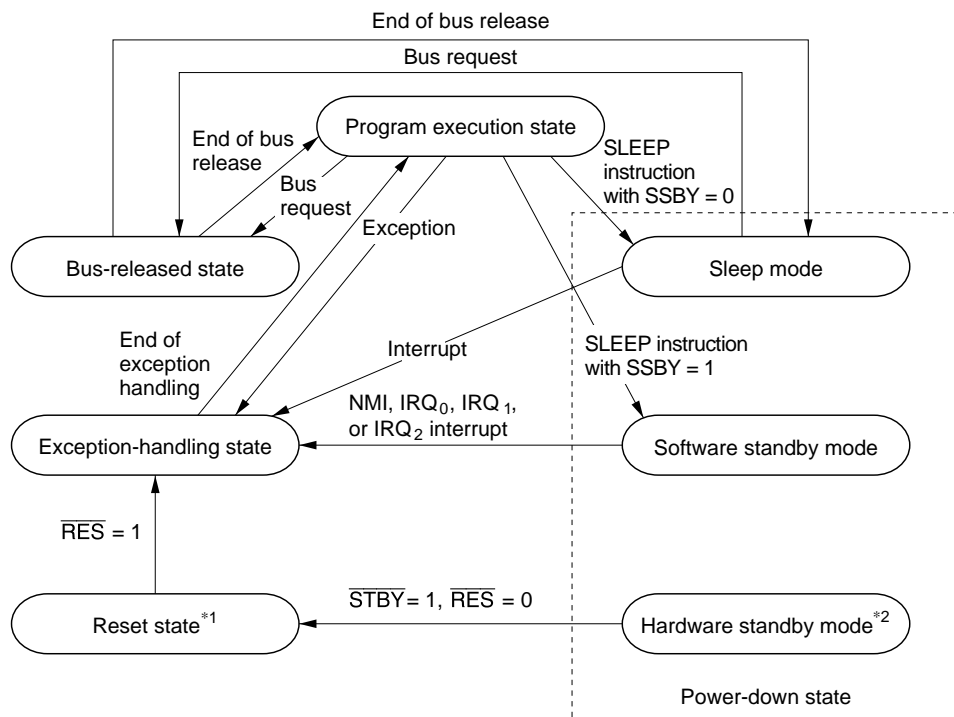 End of bus release
Bus request
Program execution state
End of bus
release
SLEEP
instruction
with SSBY = 0
Bus
request
Exception
Bus-released state
Sleep mode
End of
exception
handling
Interrupt
SLEEP instruction
with SSBY = 1
NMI, IRQ₀, IRQ₁,
or IRQ₂ interrupt
Exception-handling state
Software standby mode
R̅E̅S̅ = 1
S̅T̅B̅Y̅ = 1, R̅E̅S̅ = 0
Reset state*1
Hardware standby mode*2
Power-down state